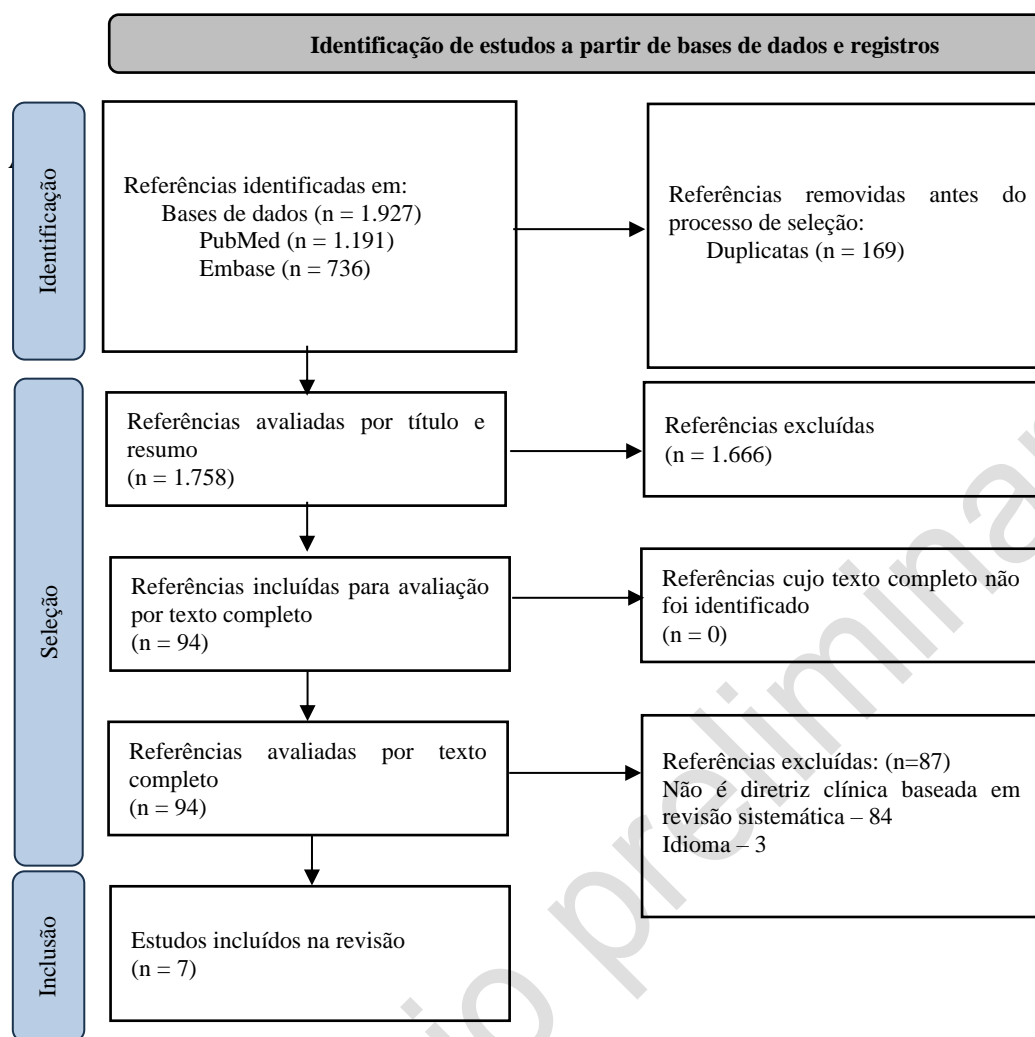 Identificação de estudos a partir de bases de dados e registros
Identificação
Referências identificadas em:
Bases de dados (n = 1.927)
PubMed (n = 1.191)
Embase (n = 736)
Referências removidas antes do
processo de seleção:
Duplicatas (n = 169)
Seleção
Referências avaliadas por título e
resumo
(n = 1.758)
Referências excluídas
(n = 1.666)
Referências incluídas para avaliação
por texto completo
(n = 94)
Referências cujo texto completo não
foi identificado
(n = 0)
Referências avaliadas por texto
completo
(n = 94)
Referências excluídas: (n=87)
Não é diretriz clínica baseada em
revisão sistemática – 84
Idioma – 3
Inclusão
Estudos incluídos na revisão
(n = 7)
preliminar